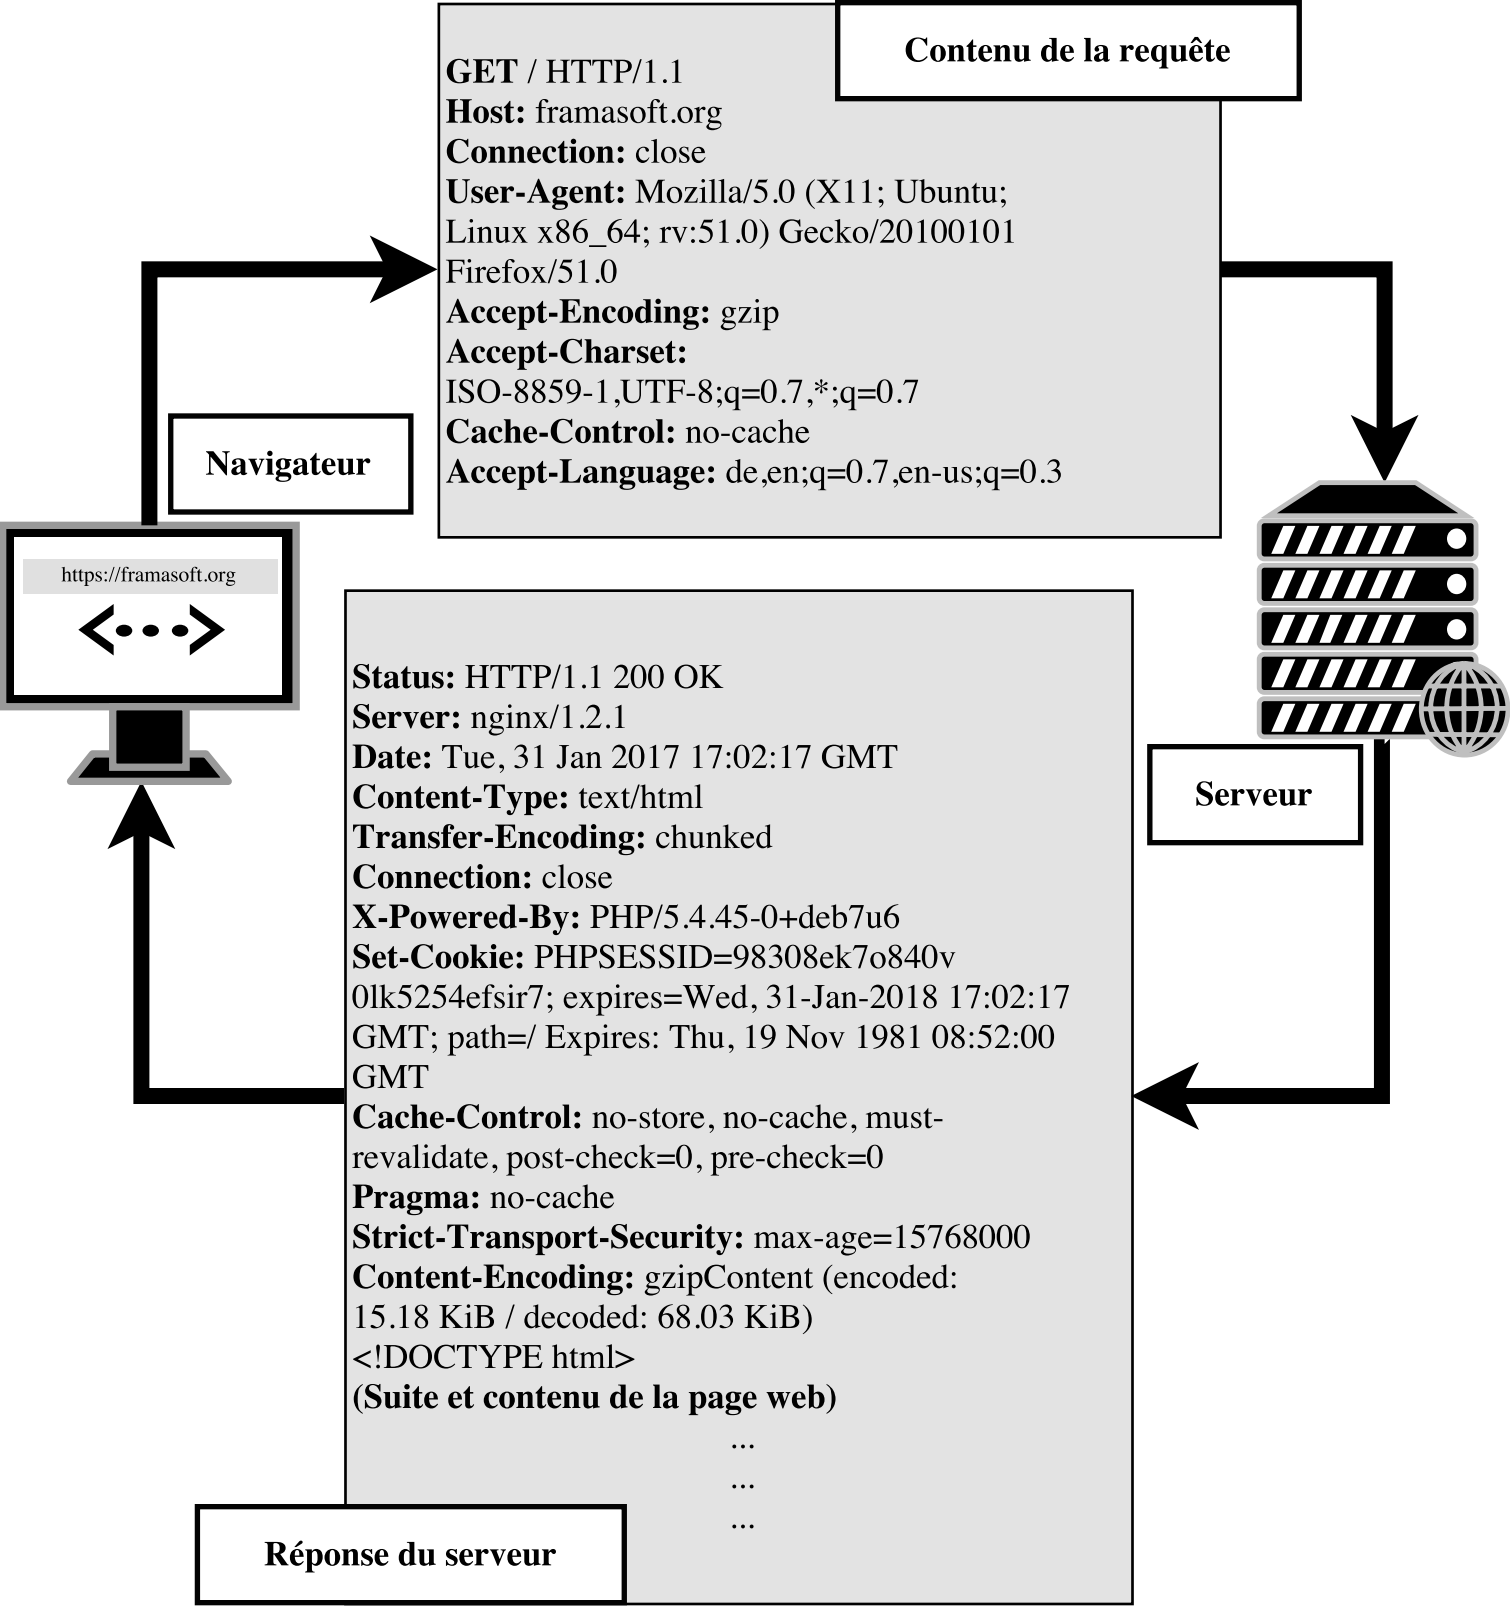 Contenu de la requête
GET / HTTP/1.1
Host: framasoft.org
Connection: close
User-Agent: Mozilla/5.0 (X11; Ubuntu;
Linux x86_64; rv:51.0) Gecko/20100101
Firefox/51.0
Accept-Encoding: gzip
Accept-Charset:
ISO-8859-1,UTF-8;q=0.7,*;q=0.7
Cache-Control: no-cache
Accept-Language: de,en;q=0.7,en-us;q=0.3
Navigateur
https://framasoft.org
Serveur
Status: HTTP/1.1 200 OK
Server: nginx/1.2.1
Date: Tue, 31 Jan 2017 17:02:17 GMT
Content-Type: text/html
Transfer-Encoding: chunked
Connection: close
X-Powered-By: PHP/5.4.45-0+deb7u6
Set-Cookie: PHPSESSID=98308ek7o840v
0lk5254efsir7; expires=Wed, 31-Jan-2018 17:02:17
GMT; path=/ Expires: Thu, 19 Nov 1981 08:52:00
GMT
Cache-Control: no-store, no-cache, must-
revalidate, post-check=0, pre-check=0
Pragma: no-cache
Strict-Transport-Security: max-age=15768000
Content-Encoding: gzipContent (encoded:
15.18 KiB / decoded: 68.03 KiB)
<!DOCTYPE html>
(Suite et contenu de la page web)
...
...
...
Réponse du serveur